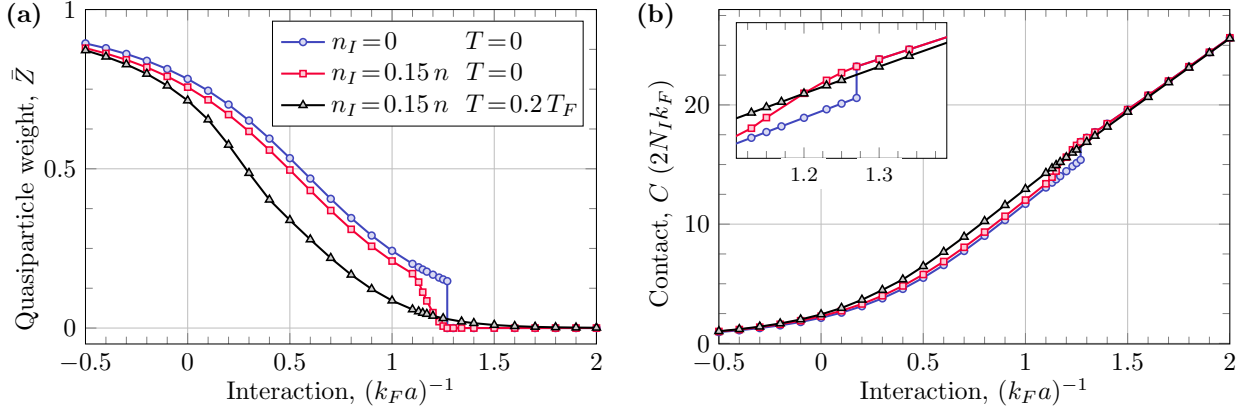 (a)
Quasiparticle weight, Z̄
1
0.5
0
n_I = 0 T = 0
n_I = 0.15 n T = 0
n_I = 0.15 n T = 0.2 T_F
−0.5 0 0.5 1 1.5 2
Interaction, (k_F a)^−1
(b)
Contact, C (2N_I k_F)
20
10
0
1.2 1.3
−0.5 0 0.5 1 1.5 2
Interaction, (k_F a)^−1